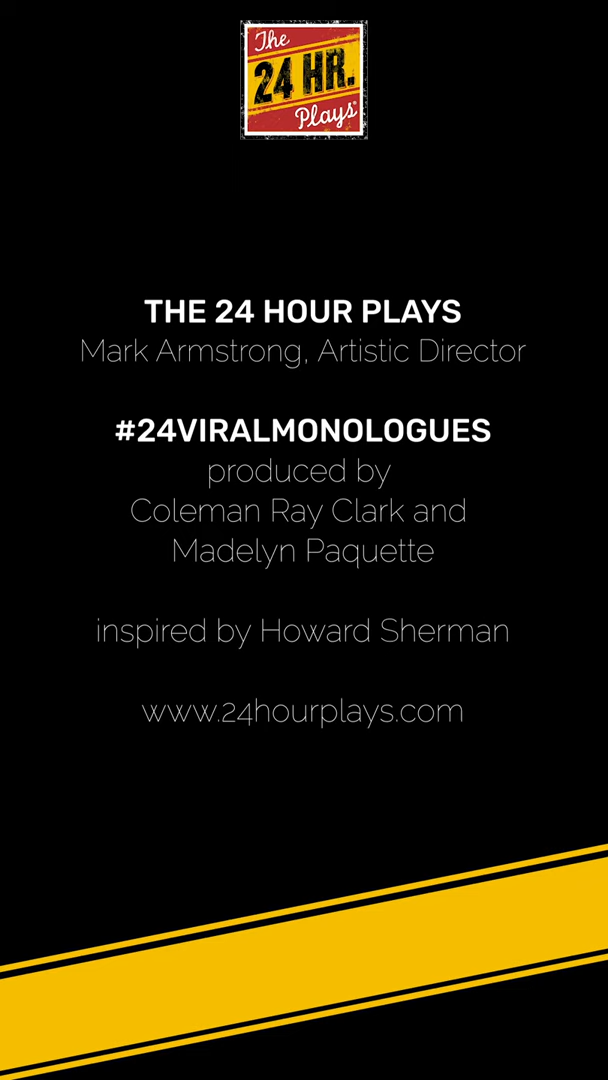 The
24 HR.
Plays®
THE 24 HOUR PLAYS
Mark Armstrong, Artistic Director
#24VIRALMONOLOGUES
produced by
Coleman Ray Clark and
Madelyn Paquette
inspired by Howard Sherman
www.24hourplays.com